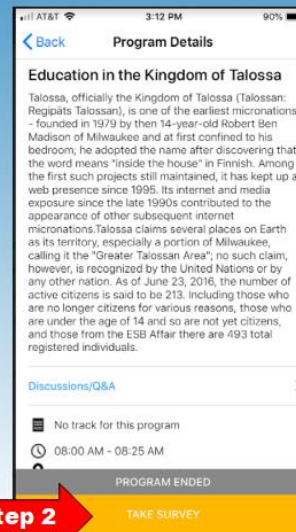 AT&T 3:12 PM 90%
Back Program Details
Education in the Kingdom of Talossa
Talossa, officially the Kingdom of Talossa (Talossan:
Regipäts Talossan), is one of the earliest micronations
- founded in 1979 by then 14-year-old Robert Ben
Madison of Milwaukee and at first confined to his
bedroom; he adopted the name after discovering that
the word means "inside the house" in Finnish. Among
the first such projects still maintained, it has kept up a
web presence since 1995. Its internet and media
exposure since the late 1990s contributed to the
appearance of other subsequent internet
micronations.Talossa claims several places on Earth
as its territory, especially a portion of Milwaukee,
calling it the "Greater Talossan Area"; no such claim,
however, is recognized by the United Nations or by
any other nation. As of June 23, 2016, the number of
active citizens is said to be 213. Including those who
are no longer citizens for various reasons, those who
are under the age of 14 and so are not yet citizens,
and those from the ESB Affair there are 493 total
registered individuals.
Discussions/Q&A
No track for this program
08:00 AM - 08:25 AM
PROGRAM ENDED
tep 2 TAKE SURVEY